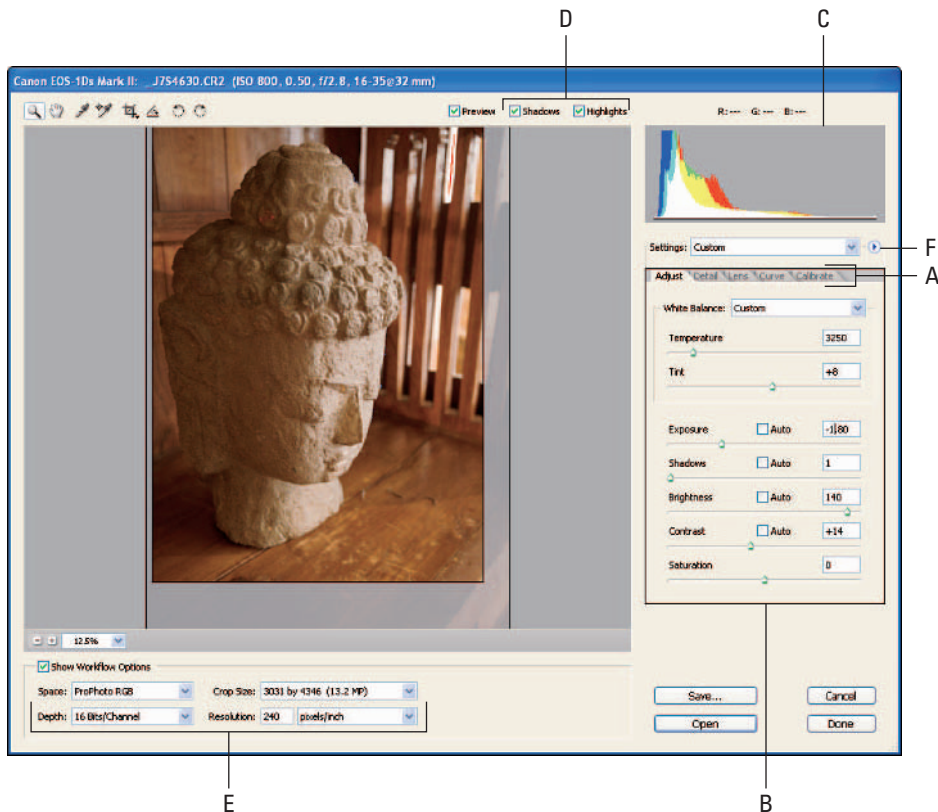 D
C
Canon EOS-1Ds Mark II: _J7S4630.CR2 (ISO 800, 0.50, f/2.8, 16-35@32 mm)
Preview Shadows Highlights
R: --- G: --- B: ---
Settings: Custom
F
A
Adjust Detail Lens Curve Calibrate
White Balance: Custom
Temperature 3250
Tint +8
Exposure Auto -1.80
Shadows Auto 1
Brightness Auto 140
Contrast Auto +14
Saturation 0
12.5%
Show Workflow Options
Space: ProPhoto RGB Crop Size: 3031 by 4346 (13.2 MP)
Depth: 16 Bits/Channel Resolution: 240 pixels/inch
Save... Cancel
Open Done
E
B